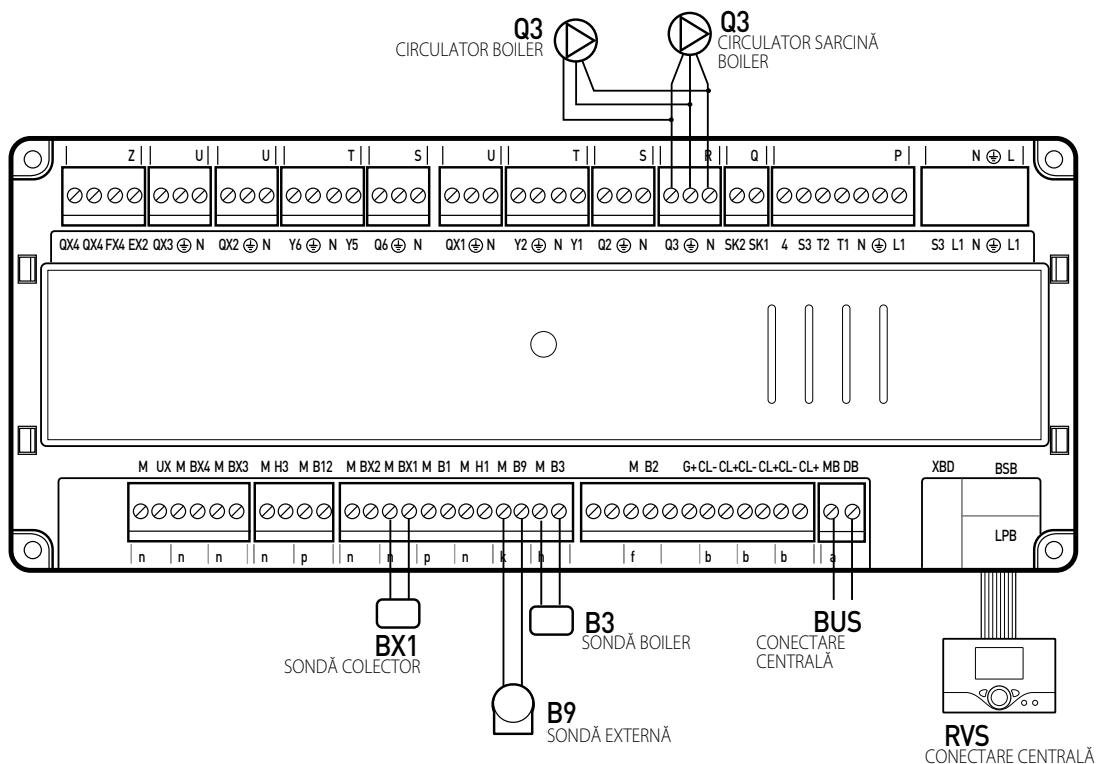 Q3
CIRCULATOR BOILER
Q3
CIRCULATOR SARCINĂ
BOILER
Z U U T S U T S R Q P N L
QX4 QX4 FX4 EX2 QX3 N QX2 N Y6 N Y5 Q6 N QX1 N Y2 N Y1 Q2 N Q3 N SK2 SK1 4 S3 T2 T1 N L1 S3 L1 N L1
M UX M BX4 M BX3 M H3 M B12 M BX2 M BX1 M B1 M H1 M B9 M B3 M B2 G+ CL- CL+ CL- CL+ CL- CL+ MB DB XBD BSB
LPB
n n n n p n n p n k h f b b b a
BX1
SONDĂ COLECTOR
B3
SONDĂ BOILER
BUS
CONECTARE
CENTRALĂ
B9
SONDĂ EXTERNĂ
RVS
CONECTARE CENTRALĂ